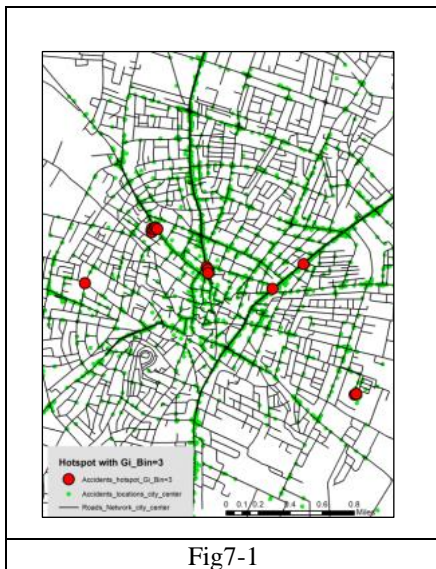 Hotspot with Gi_Bin=3
Accidents_hotspot_Gi_Bin=3
Accidents_locations_city_center
Roads_Network_city_center
0 0.1 0.2 0.4 0.6 0.8
Miles
Fig7-1